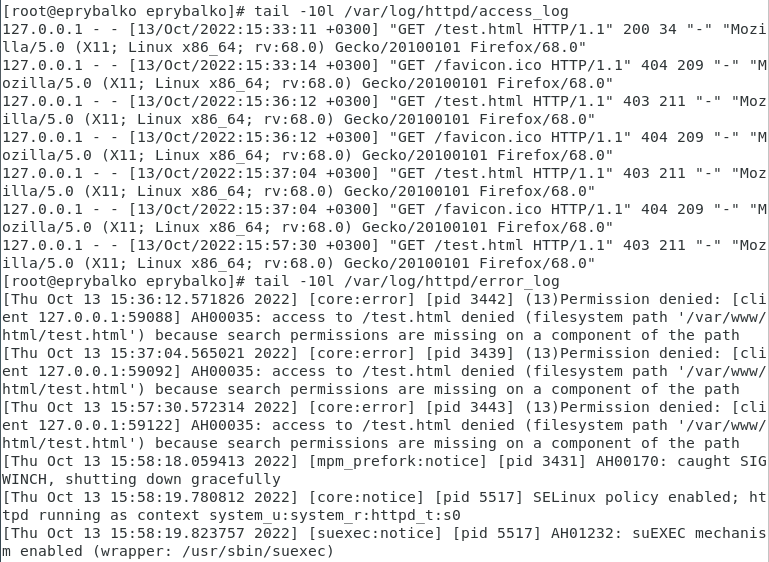 [root@eprybalko eprybalko]# tail -10l /var/log/httpd/access_log
127.0.0.1 - - [13/Oct/2022:15:33:11 +0300] "GET /test.html HTTP/1.1" 200 34 "-" "Mozi
lla/5.0 (X11; Linux x86_64; rv:68.0) Gecko/20100101 Firefox/68.0"
127.0.0.1 - - [13/Oct/2022:15:33:14 +0300] "GET /favicon.ico HTTP/1.1" 404 209 "-" "M
ozilla/5.0 (X11; Linux x86_64; rv:68.0) Gecko/20100101 Firefox/68.0"
127.0.0.1 - - [13/Oct/2022:15:36:12 +0300] "GET /test.html HTTP/1.1" 403 211 "-" "Moz
illa/5.0 (X11; Linux x86_64; rv:68.0) Gecko/20100101 Firefox/68.0"
127.0.0.1 - - [13/Oct/2022:15:36:12 +0300] "GET /favicon.ico HTTP/1.1" 404 209 "-" "M
ozilla/5.0 (X11; Linux x86_64; rv:68.0) Gecko/20100101 Firefox/68.0"
127.0.0.1 - - [13/Oct/2022:15:37:04 +0300] "GET /test.html HTTP/1.1" 403 211 "-" "Moz
illa/5.0 (X11; Linux x86_64; rv:68.0) Gecko/20100101 Firefox/68.0"
127.0.0.1 - - [13/Oct/2022:15:37:04 +0300] "GET /favicon.ico HTTP/1.1" 404 209 "-" "M
ozilla/5.0 (X11; Linux x86_64; rv:68.0) Gecko/20100101 Firefox/68.0"
127.0.0.1 - - [13/Oct/2022:15:57:30 +0300] "GET /test.html HTTP/1.1" 403 211 "-" "Moz
illa/5.0 (X11; Linux x86_64; rv:68.0) Gecko/20100101 Firefox/68.0"
[root@eprybalko eprybalko]# tail -10l /var/log/httpd/error_log
[Thu Oct 13 15:36:12.571826 2022] [core:error] [pid 3442] (13)Permission denied: [cli
ent 127.0.0.1:59088] AH00035: access to /test.html denied (filesystem path '/var/www/
html/test.html') because search permissions are missing on a component of the path
[Thu Oct 13 15:37:04.565021 2022] [core:error] [pid 3439] (13)Permission denied: [cli
ent 127.0.0.1:59092] AH00035: access to /test.html denied (filesystem path '/var/www/
html/test.html') because search permissions are missing on a component of the path
[Thu Oct 13 15:57:30.572314 2022] [core:error] [pid 3443] (13)Permission denied: [cli
ent 127.0.0.1:59122] AH00035: access to /test.html denied (filesystem path '/var/www/
html/test.html') because search permissions are missing on a component of the path
[Thu Oct 13 15:58:18.059413 2022] [mpm_prefork:notice] [pid 3431] AH00170: caught SIG
WINCH, shutting down gracefully
[Thu Oct 13 15:58:19.780812 2022] [core:notice] [pid 5517] SELinux policy enabled; ht
tpd running as context system_u:system_r:httpd_t:s0
[Thu Oct 13 15:58:19.823757 2022] [suexec:notice] [pid 5517] AH01232: suEXEC mechanis
m enabled (wrapper: /usr/sbin/suexec)